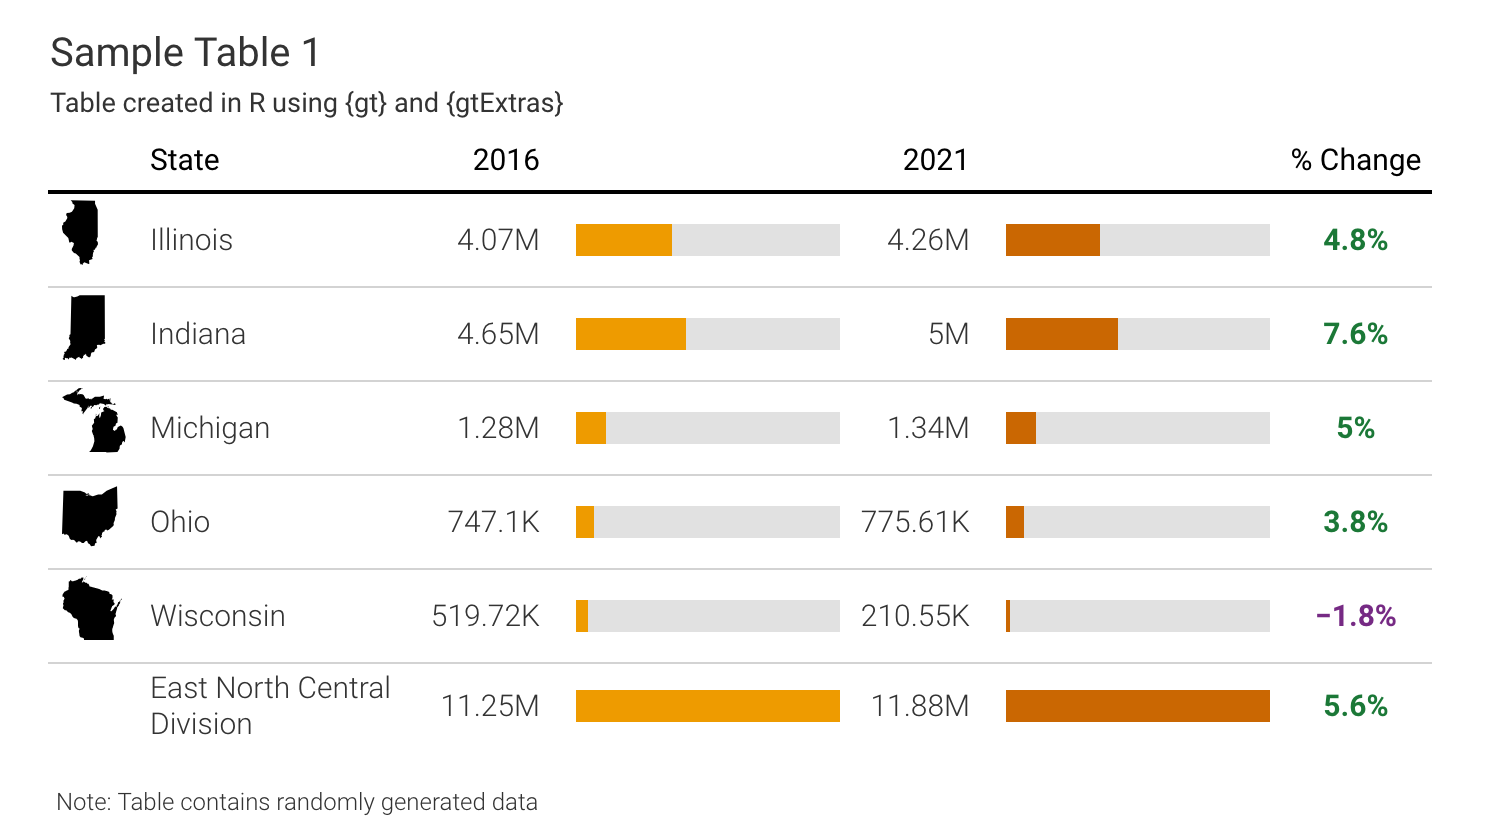 Sample Table 1
Table created in R using {gt} and {gtExtras}
State 2016 2021 % Change
Illinois 4.07M 4.26M 4.8%
Indiana 4.65M 5M 7.6%
Michigan 1.28M 1.34M 5%
Ohio 747.1K 775.61K 3.8%
Wisconsin 519.72K 210.55K −1.8%
East North Central
Division 11.25M 11.88M 5.6%
Note: Table contains randomly generated data